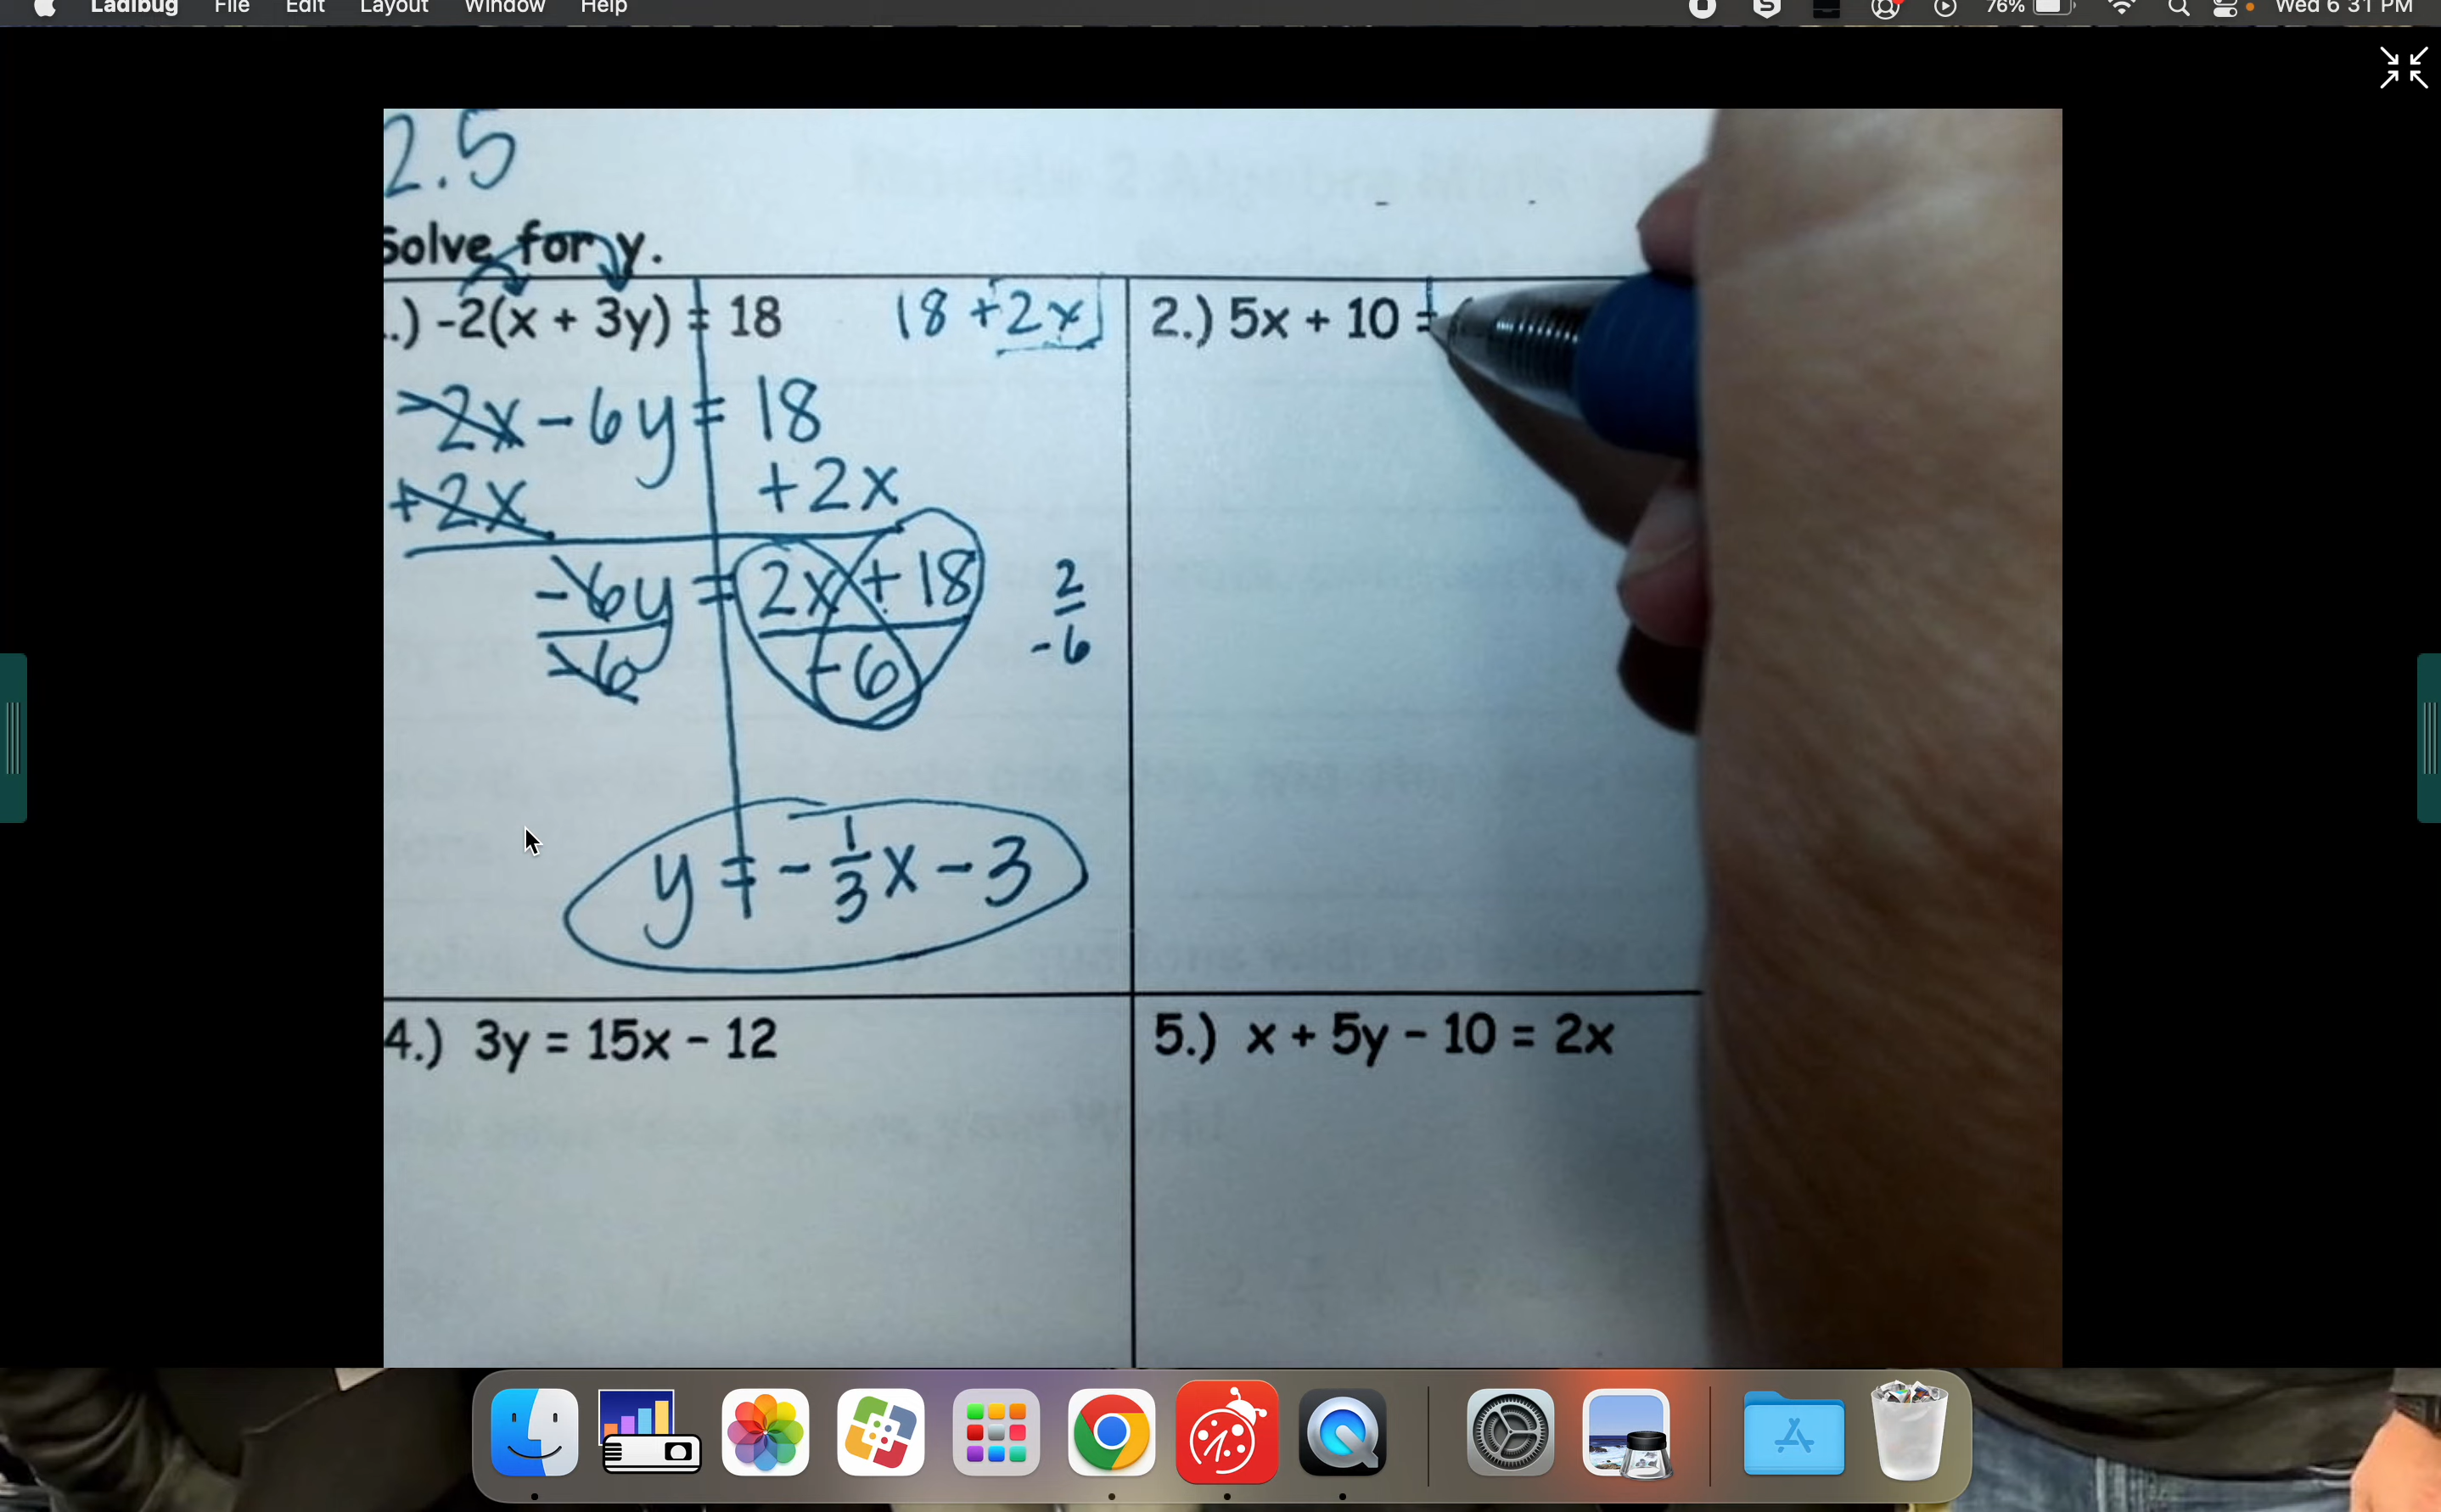 Ladibug File Edit Layout Window Help 76% Wed 6 31 PM
2.5
Solve for y.
.) -2(x + 3y) = 18
18 + 2x
-2x - 6y = 18
+2x +2x
-6y = 2x + 18
-6 -6
2
-6
y = - 1/3 x - 3
2.) 5x + 10 =
4.) 3y = 15x - 12
5.) x + 5y - 10 = 2x